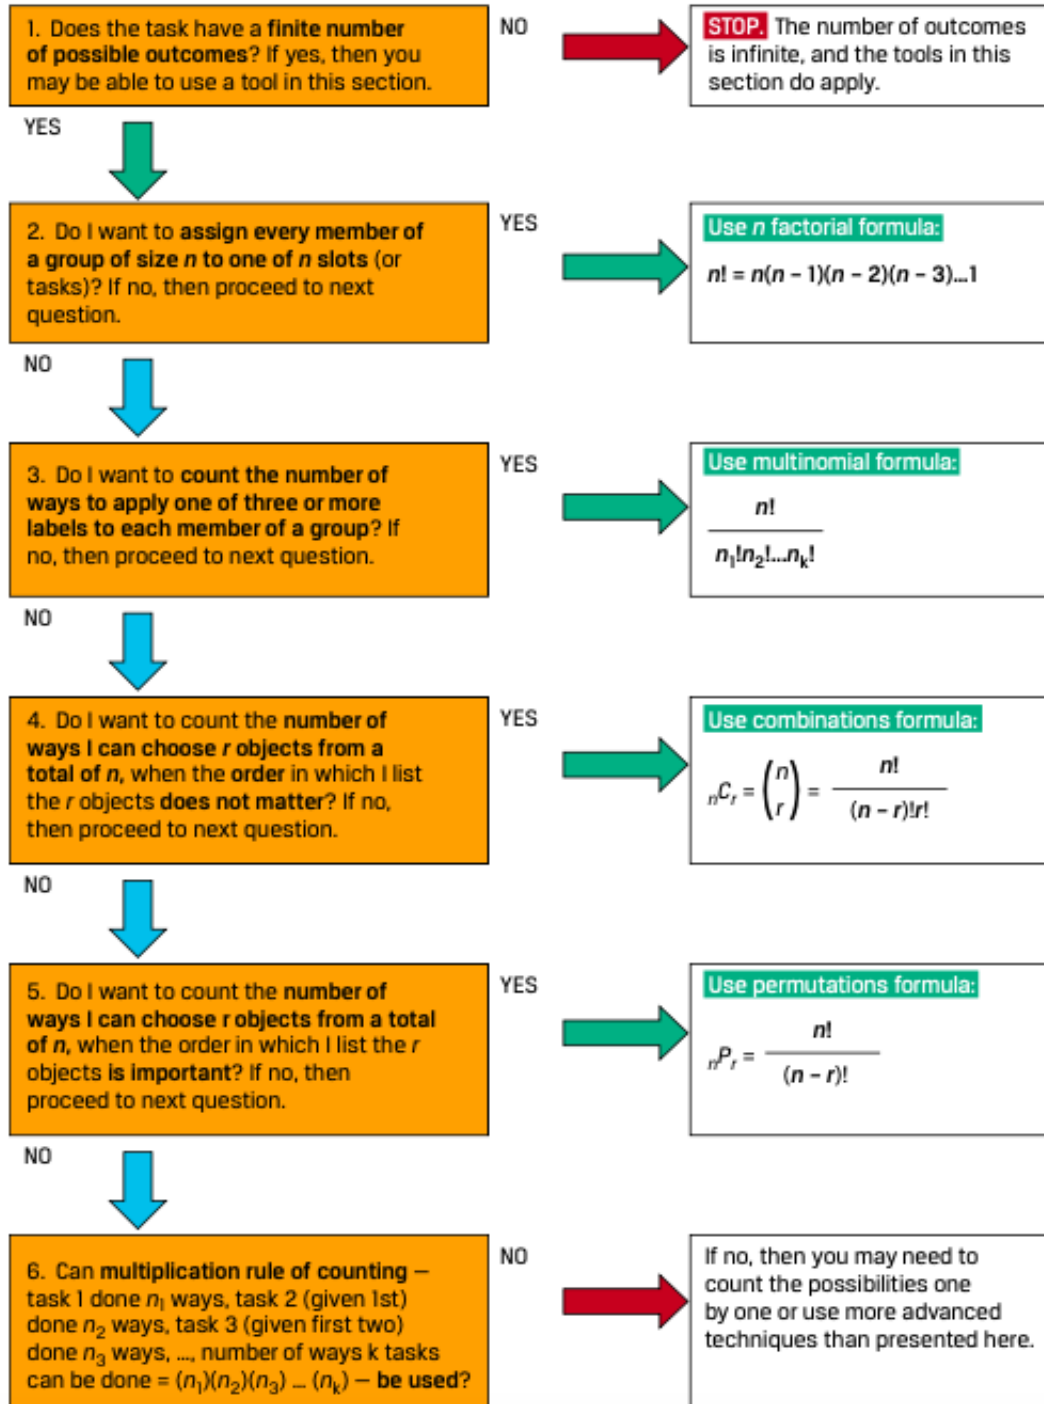 1. Does the task have a finite number
of possible outcomes? If yes, then you
may be able to use a tool in this section.
NO
STOP. The number of outcomes
is infinite, and the tools in this
section do apply.
YES
2. Do I want to assign every member of
a group of size n to one of n slots (or
tasks)? If no, then proceed to next
question.
YES
Use n factorial formula:
n! = n(n – 1)(n – 2)(n – 3)...1
NO
3. Do I want to count the number of
ways to apply one of three or more
labels to each member of a group? If
no, then proceed to next question.
YES
Use multinomial formula:
n!
n₁!n₂!...nₖ!
NO
4. Do I want to count the number of
ways I can choose r objects from a
total of n, when the order in which I list
the r objects does not matter? If no,
then proceed to next question.
YES
Use combinations formula:
ₙCᵣ = (n r) = n! / (n – r)!r!
NO
5. Do I want to count the number of
ways I can choose r objects from a total
of n, when the order in which I list the r
objects is important? If no, then
proceed to next question.
YES
Use permutations formula:
ₙPᵣ = n! / (n – r)!
NO
6. Can multiplication rule of counting –
task 1 done n₁ ways, task 2 (given 1st)
done n₂ ways, task 3 (given first two)
done n₃ ways, ..., number of ways k tasks
can be done = (n₁)(n₂)(n₃) ... (nₖ) – be used?
NO
If no, then you may need to
count the possibilities one
by one or use more advanced
techniques than presented here.